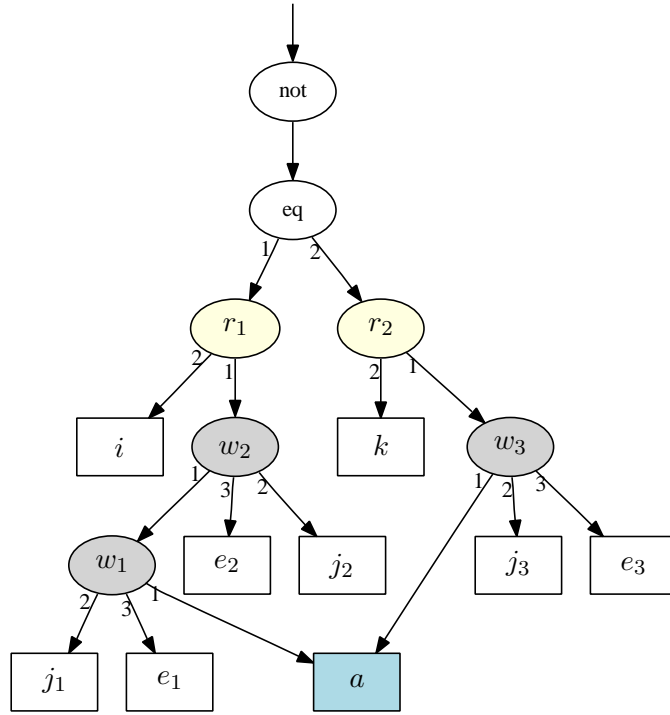 not
eq
1 2
r₁ r₂
2 1 2 1
i w₂ k w₃
1 3 2 1 2 3
w₁ e₂ j₂ j₃ e₃
2 3 1
j₁ e₁ a